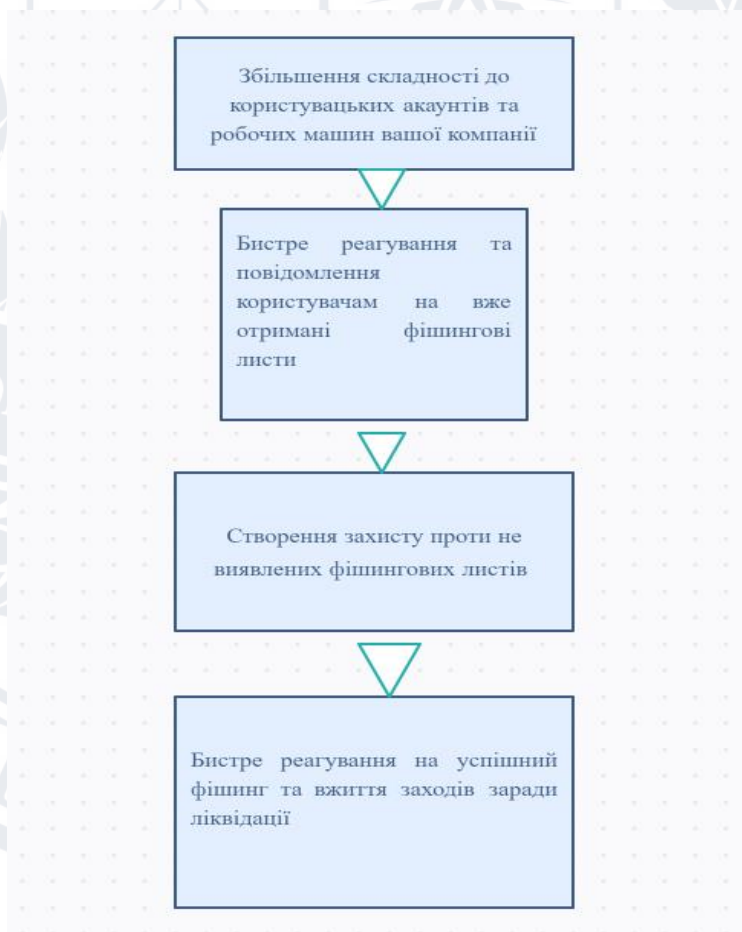 Збільшення складності до
користувацьких акаунтів та
робочих машин вашої компанії
Бистре реагування та
повідомлення
користувачам на вже
отримані фішингові
листи
Створення захисту проти не
виявлених фішингових листів
Бистре реагування на успішний
фішинг та вжиття заходів заради
ліквідації